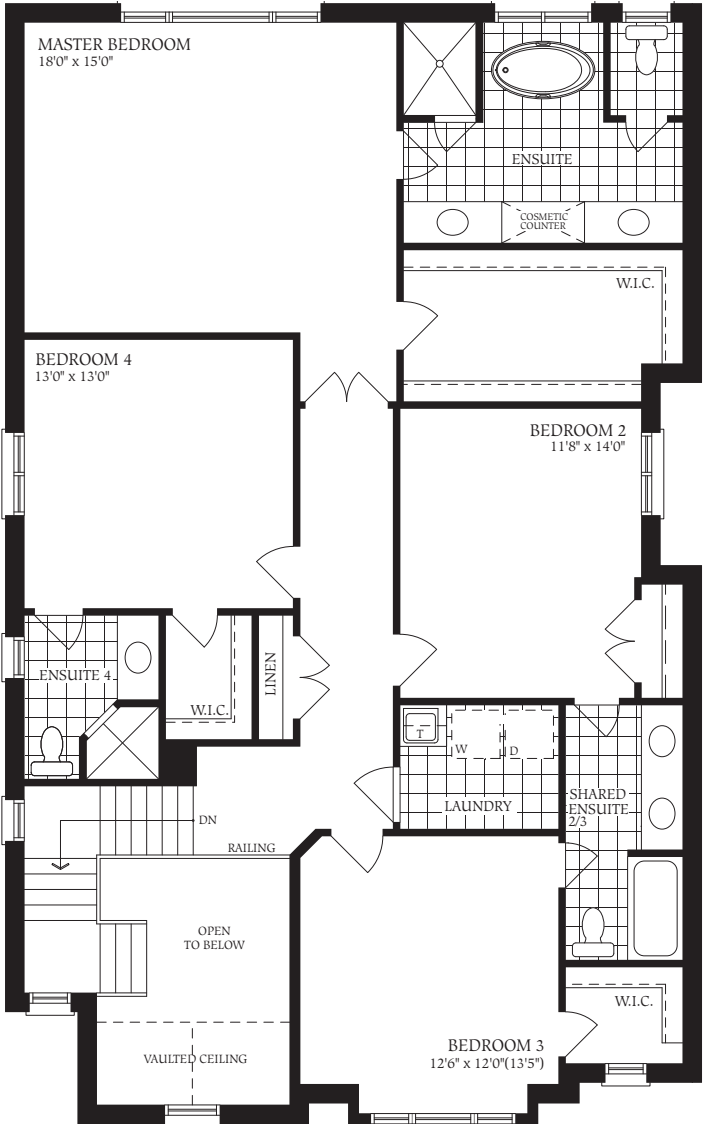 MASTER BEDROOM
18'0" x 15'0"
ENSUITE
COSMETIC
COUNTER
W.I.C.
BEDROOM 4
13'0" x 13'0"
BEDROOM 2
11'8" x 14'0"
ENSUITE 4
W.I.C.
LINEN
T
W
D
LAUNDRY
SHARED
ENSUITE
2/3
DN
RAILING
OPEN
TO BELOW
W.I.C.
BEDROOM 3
12'6" x 12'0"(13'5")
VAULTED CEILING